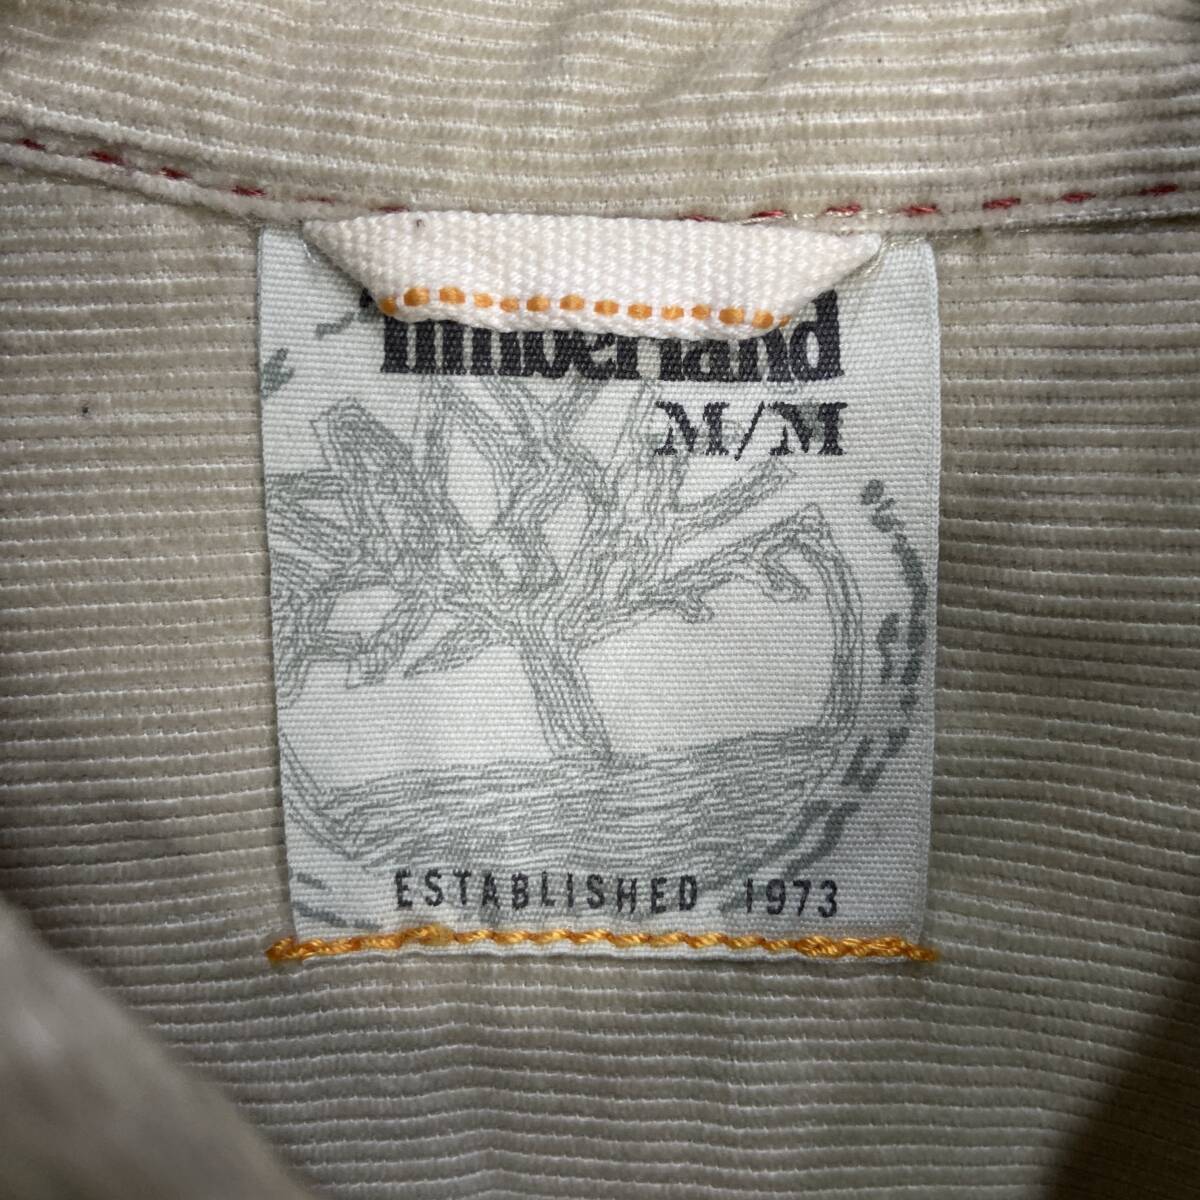 Timberland
M/M
ESTABLISHED 1973